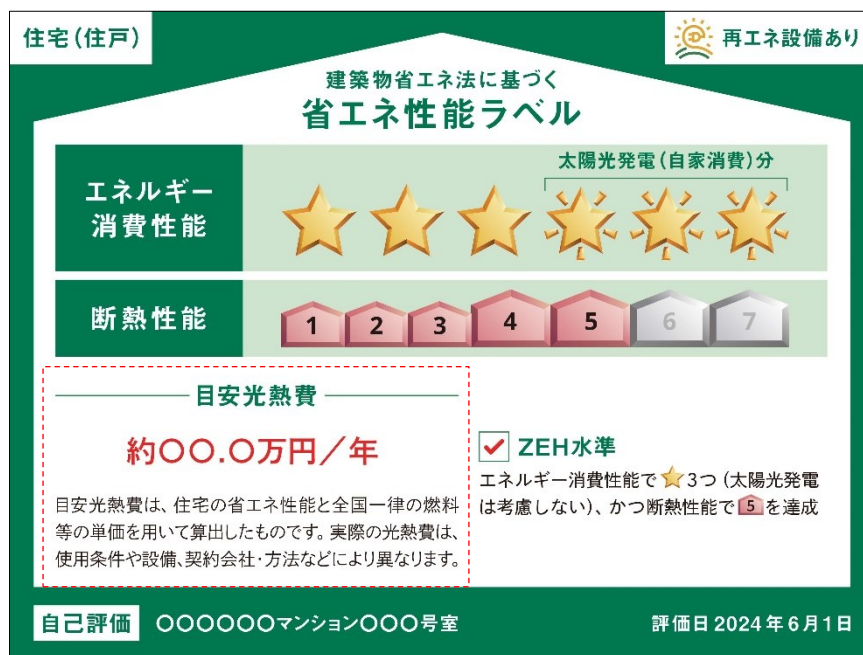 住宅(住戸)
再エネ設備あり
建築物省エネ法に基づく
省エネ性能ラベル
太陽光発電(自家消費)分
エネルギー
消費性能
断熱性能
1 2 3 4 5 6 7
目安光熱費
約〇〇.〇万円/年
目安光熱費は、住宅の省エネ性能と全国一律の燃料
等の単価を用いて算出したものです。実際の光熱費は、
使用条件や設備、契約会社・方法などにより異なります。
ZEH水準
エネルギー消費性能で⭐3つ(太陽光発電
は考慮しない)、かつ断熱性能で5を達成
自己評価
〇〇〇〇〇〇マンション〇〇〇号室
評価日2024年6月1日